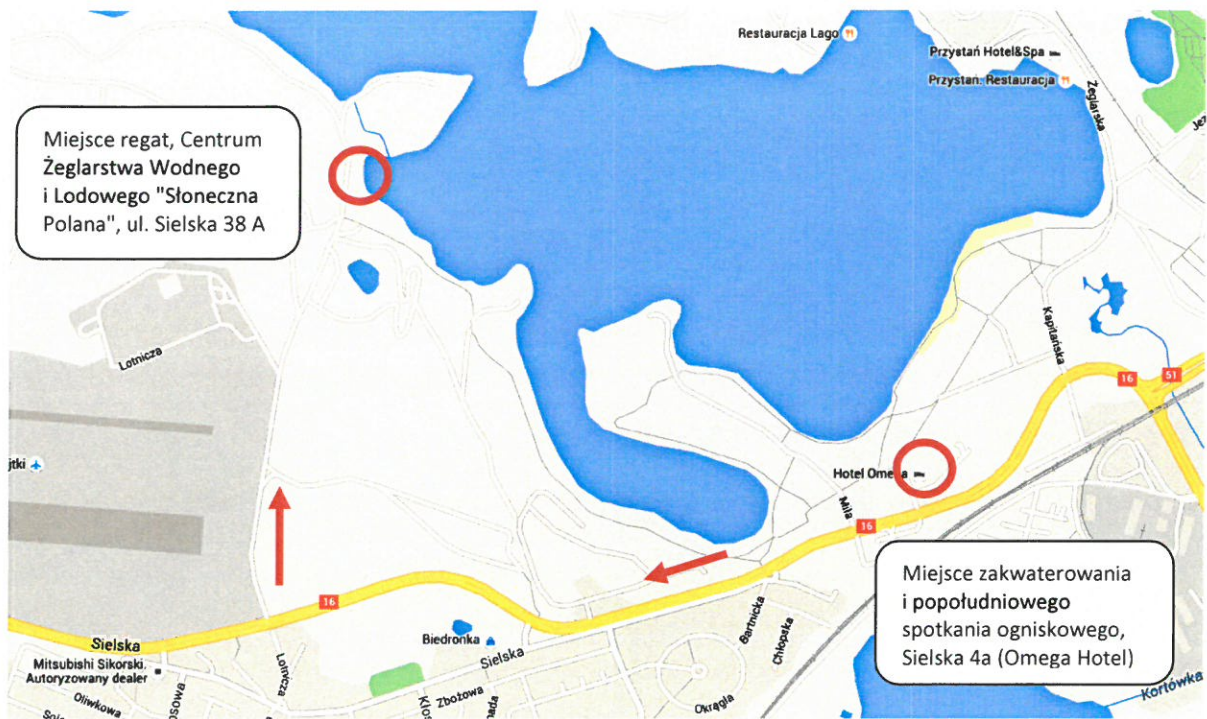 Restauracja Lago
Przystań Hotel&Spa
Przystań. Restauracja
Żeglarska
Miejsce regat, Centrum
Żeglarstwa Wodnego
i Lodowego "Słoneczna
Polana", ul. Sielska 38 A
Lotnicza
Kapitańska
16
51
jtki
Hotel Omega
Miła
16
16
Miejsce zakwaterowania
i popołudniowego
spotkania ogniskowego,
Sielska 4a (Omega Hotel)
Sielska
Biedronka
Sielska
Bartnicka
Chłopska
Mitsubishi Sikorski.
Autoryzowany dealer
Lotnicza
Oliwkowa
Zbożowa
Okrągła
Kortówka